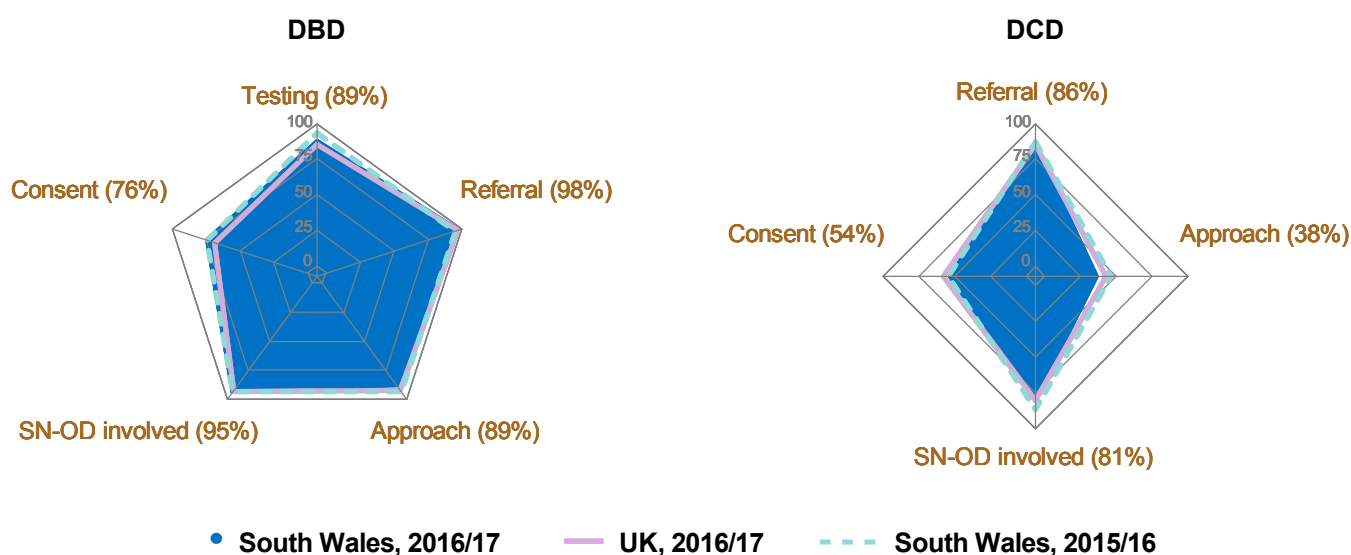 DBD
Testing (89%)
100
75
50
25
0
Consent (76%)
Referral (98%)
SN-OD involved (95%)
Approach (89%)
DCD
Referral (86%)
100
75
50
25
0
Consent (54%)
Approach (38%)
SN-OD involved (81%)
South Wales, 2016/17
UK, 2016/17
South Wales, 2015/16